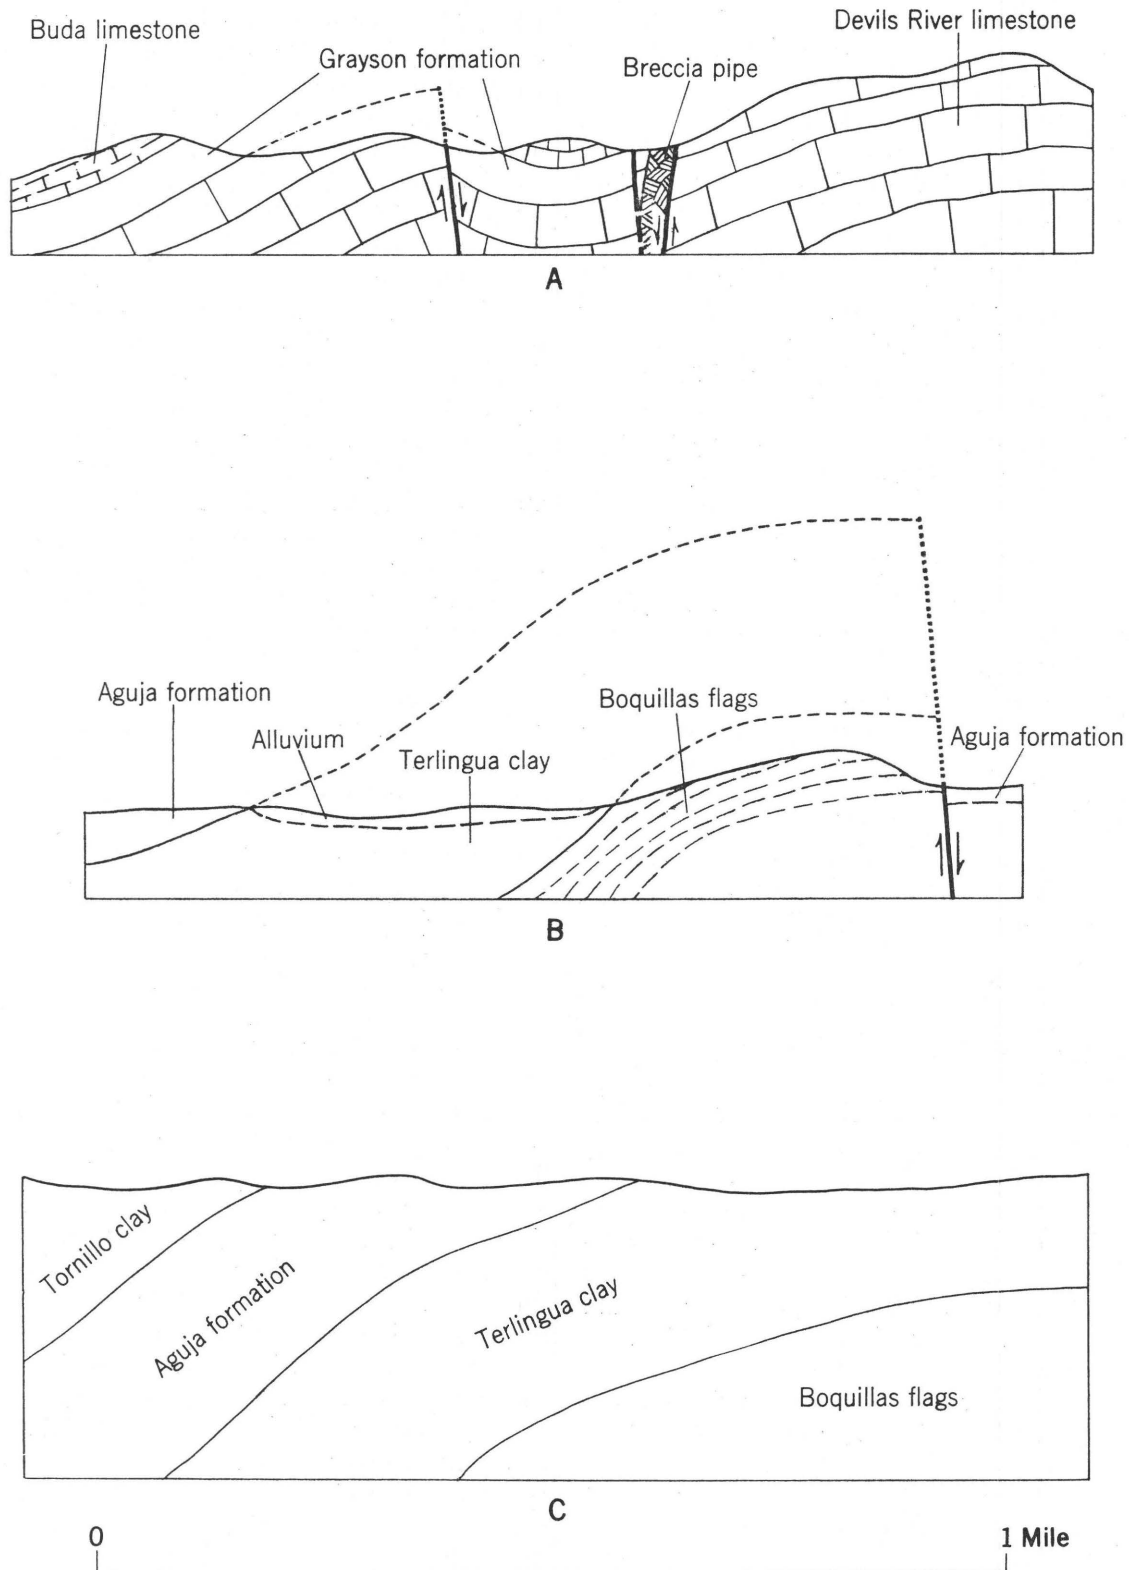 Buda limestone
Grayson formation
Breccia pipe
Devils River limestone
A
Aguja formation
Alluvium
Terlingua clay
Boquillas flags
Aguja formation
B
Tornillo clay
Aguja formation
Terlingua clay
Boquillas flags
C
0
1 Mile